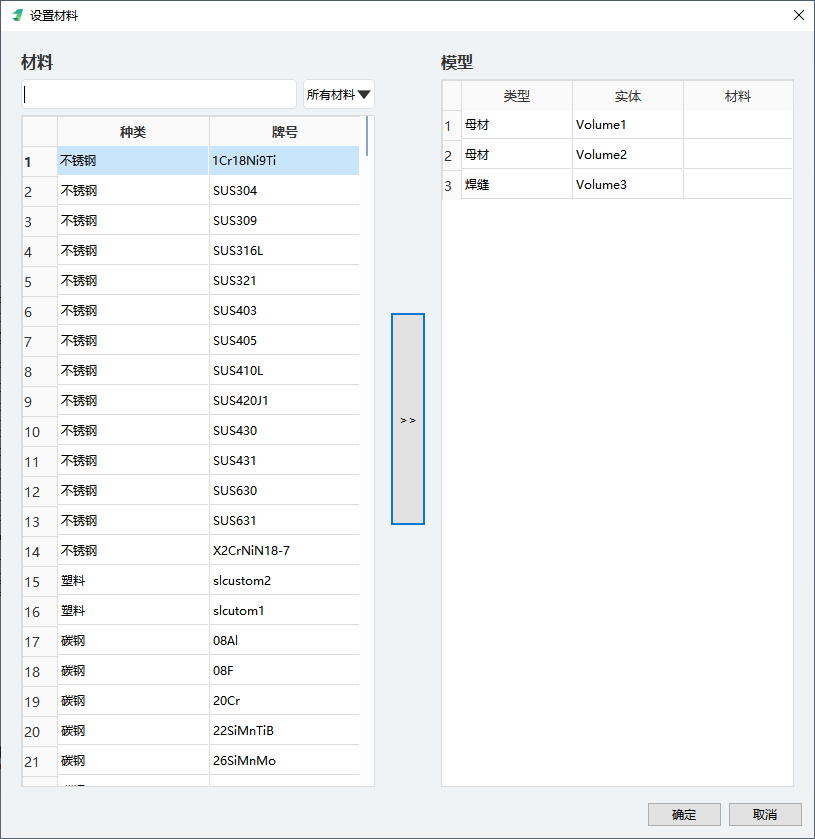 设置材料
材料
所有材料
种类 牌号
1 不锈钢 1Cr18Ni9Ti
2 不锈钢 SUS304
3 不锈钢 SUS309
4 不锈钢 SUS316L
5 不锈钢 SUS321
6 不锈钢 SUS403
7 不锈钢 SUS405
8 不锈钢 SUS410L
9 不锈钢 SUS420J1
10 不锈钢 SUS430
11 不锈钢 SUS431
12 不锈钢 SUS630
13 不锈钢 SUS631
14 不锈钢 X2CrNiN18-7
15 塑料 slcustom2
16 塑料 slcutom1
17 碳钢 08Al
18 碳钢 08F
19 碳钢 20Cr
20 碳钢 22SiMnTiB
21 碳钢 26SiMnMo
>>
模型
类型 实体 材料
1 母材 Volume1
2 母材 Volume2
3 焊缝 Volume3
确定 取消